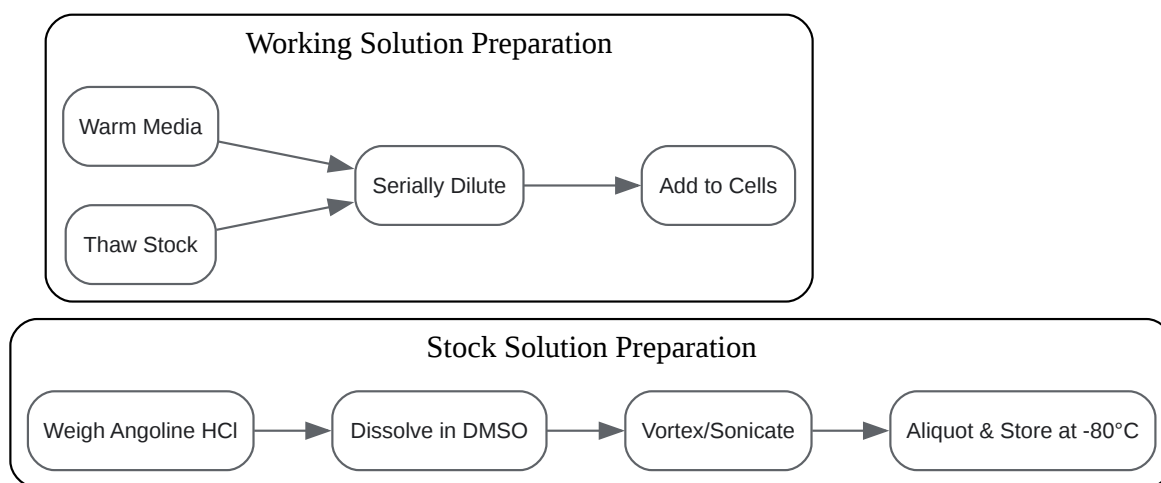 Working Solution Preparation
Warm Media
Thaw Stock
Serially Dilute
Add to Cells
Stock Solution Preparation
Weigh Angoline HCl
Dissolve in DMSO
Vortex/Sonicate
Aliquot & Store at -80°C